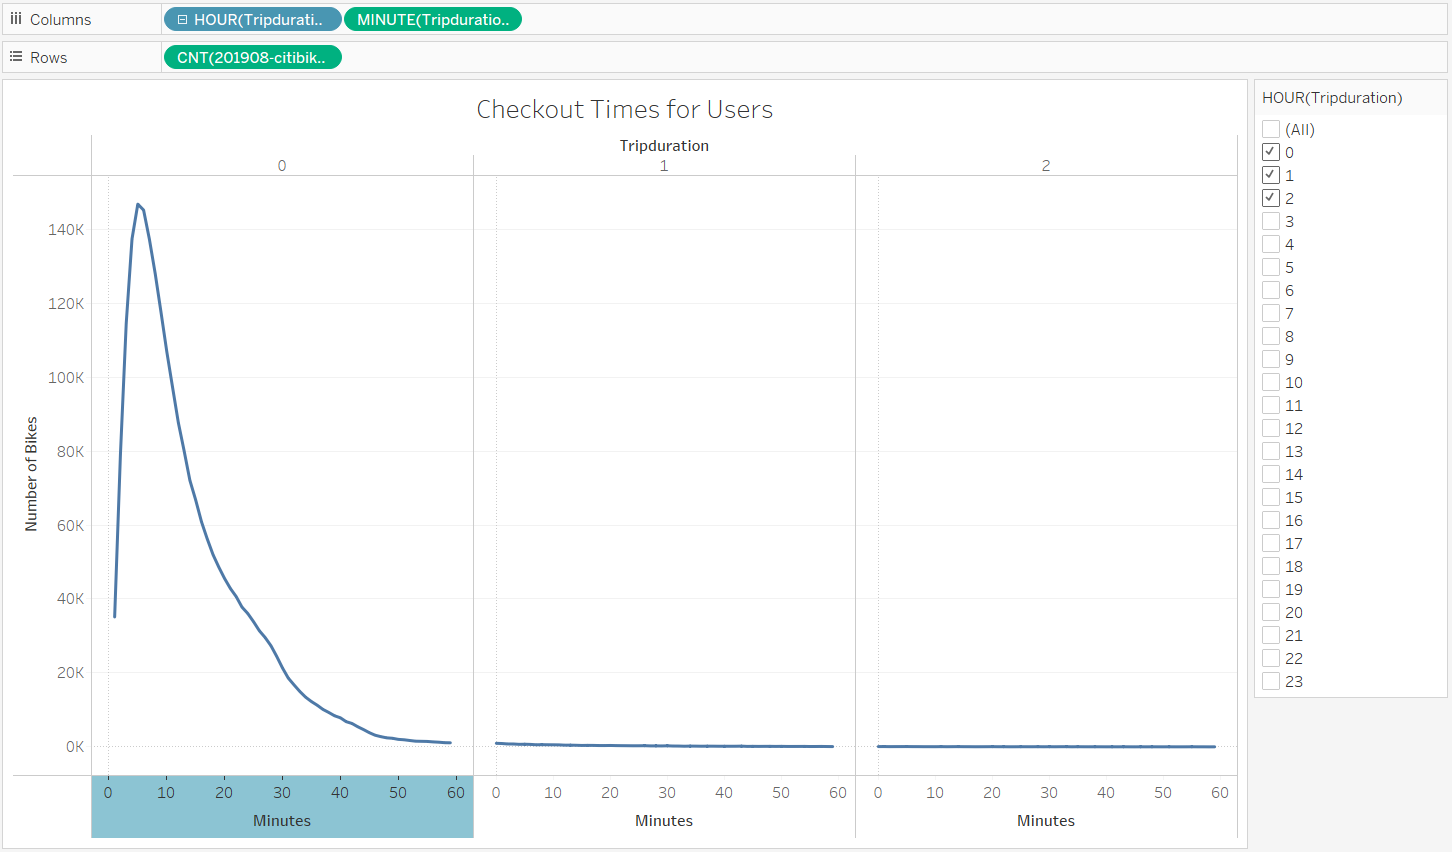 Columns
HOUR(Tripdurati..
MINUTE(Tripduratio..
Rows
CNT(201908-citibik..
Checkout Times for Users
Tripduration
0 1 2
140K
120K
100K
80K
60K
40K
20K
0K
Number of Bikes
0 10 20 30 40 50 60
0 10 20 30 40 50 60
0 10 20 30 40 50 60
Minutes
Minutes
Minutes
HOUR(Tripduration)
(All)
0
1
2
3
4
5
6
7
8
9
10
11
12
13
14
15
16
17
18
19
20
21
22
23